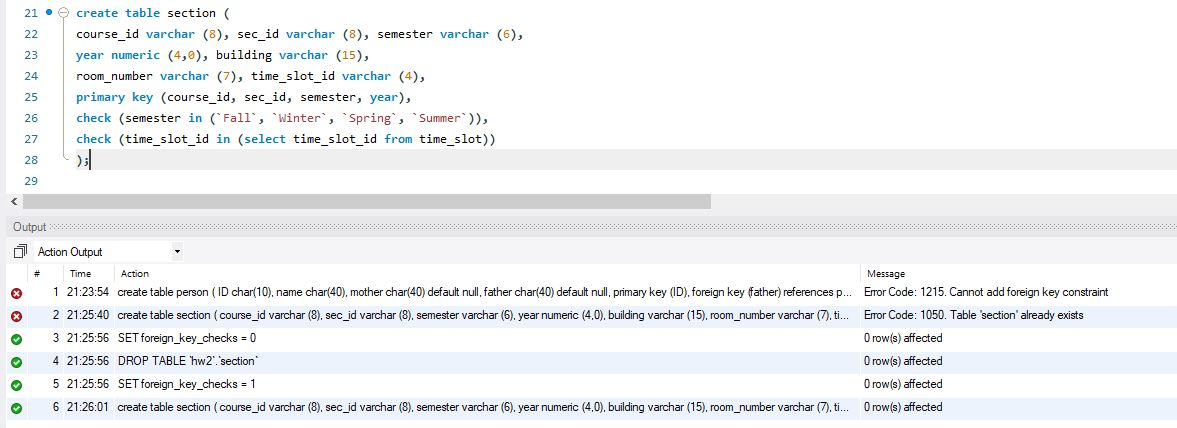 21 create table section (
22 course_id varchar (8), sec_id varchar (8), semester varchar (6),
23 year numeric (4,0), building varchar (15),
24 room_number varchar (7), time_slot_id varchar (4),
25 primary key (course_id, sec_id, semester, year),
26 check (semester in (`Fall`, `Winter`, `Spring`, `Summer`)),
27 check (time_slot_id in (select time_slot_id from time_slot))
28 );
29
Output
Action Output
# Time Action Message
1 21:23:54 create table person ( ID char(10), name char(40), mother char(40) default null, father char(40) default null, primary key (ID), foreign key (father) references p... Error Code: 1215. Cannot add foreign key constraint
2 21:25:40 create table section ( course_id varchar (8), sec_id varchar (8), semester varchar (6), year numeric (4,0), building varchar (15), room_number varchar (7), ti... Error Code: 1050. Table 'section' already exists
3 21:25:56 SET foreign_key_checks = 0 0 row(s) affected
4 21:25:56 DROP TABLE `hw2`.`section` 0 row(s) affected
5 21:25:56 SET foreign_key_checks = 1 0 row(s) affected
6 21:26:01 create table section ( course_id varchar (8), sec_id varchar (8), semester varchar (6), year numeric (4,0), building varchar (15), room_number varchar (7), ti... 0 row(s) affected